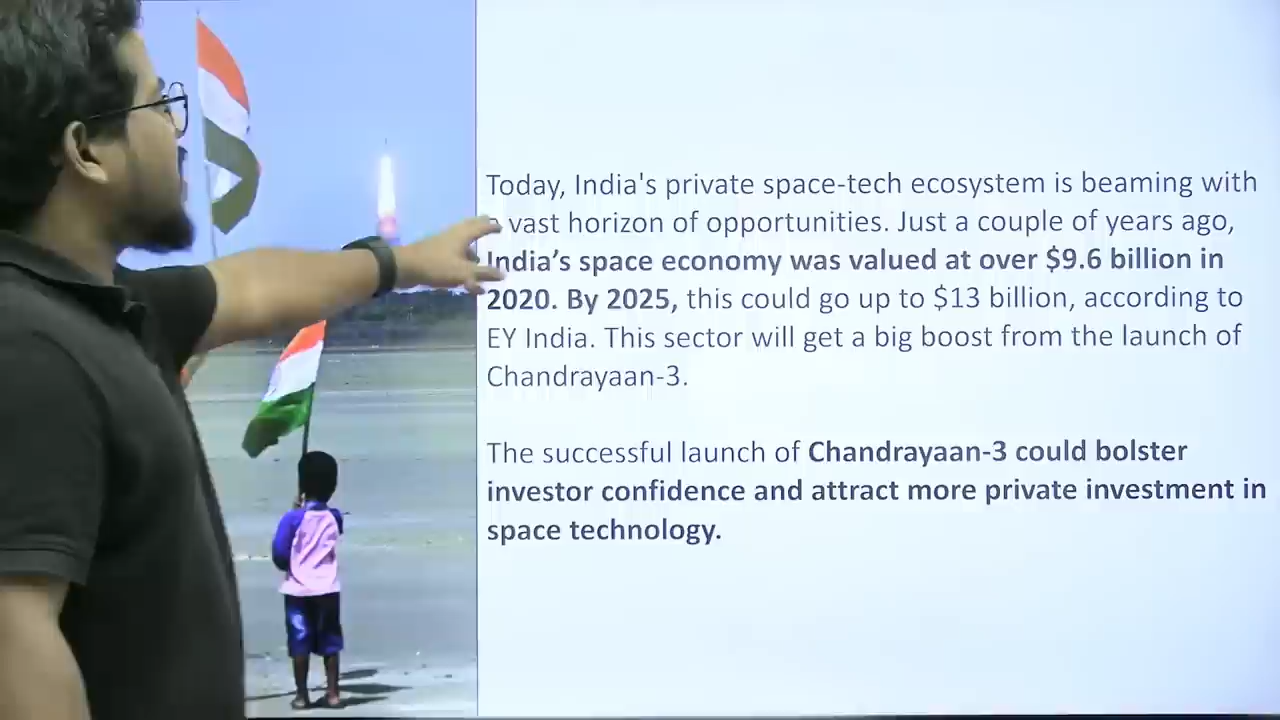 Today, India's private space-tech ecosystem is beaming with
vast horizon of opportunities. Just a couple of years ago,
India’s space economy was valued at over $9.6 billion in
2020. By 2025, this could go up to $13 billion, according to
EY India. This sector will get a big boost from the launch of
Chandrayaan-3.
The successful launch of Chandrayaan-3 could bolster
investor confidence and attract more private investment in
space technology.